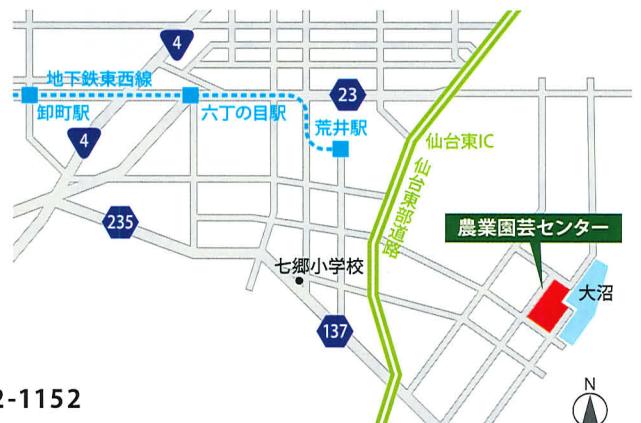 4
地下鉄東西線
23
卸町駅
六丁の目駅
荒井駅
4
仙台東IC
仙台東部道路
235
農業園芸センター
七郷小学校
大沼
137
N
2-1152